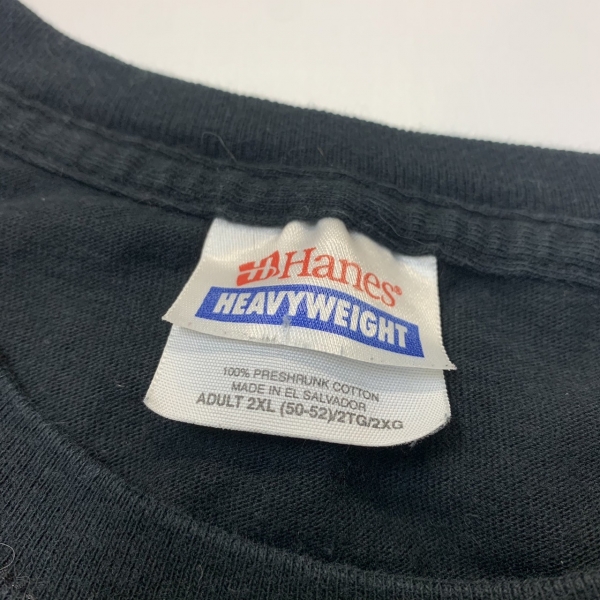 Hanes®
HEAVYWEIGHT
100% PRESHRUNK COTTON
MADE IN EL SALVADOR
ADULT 2XL (50-52)/2TG/2XG